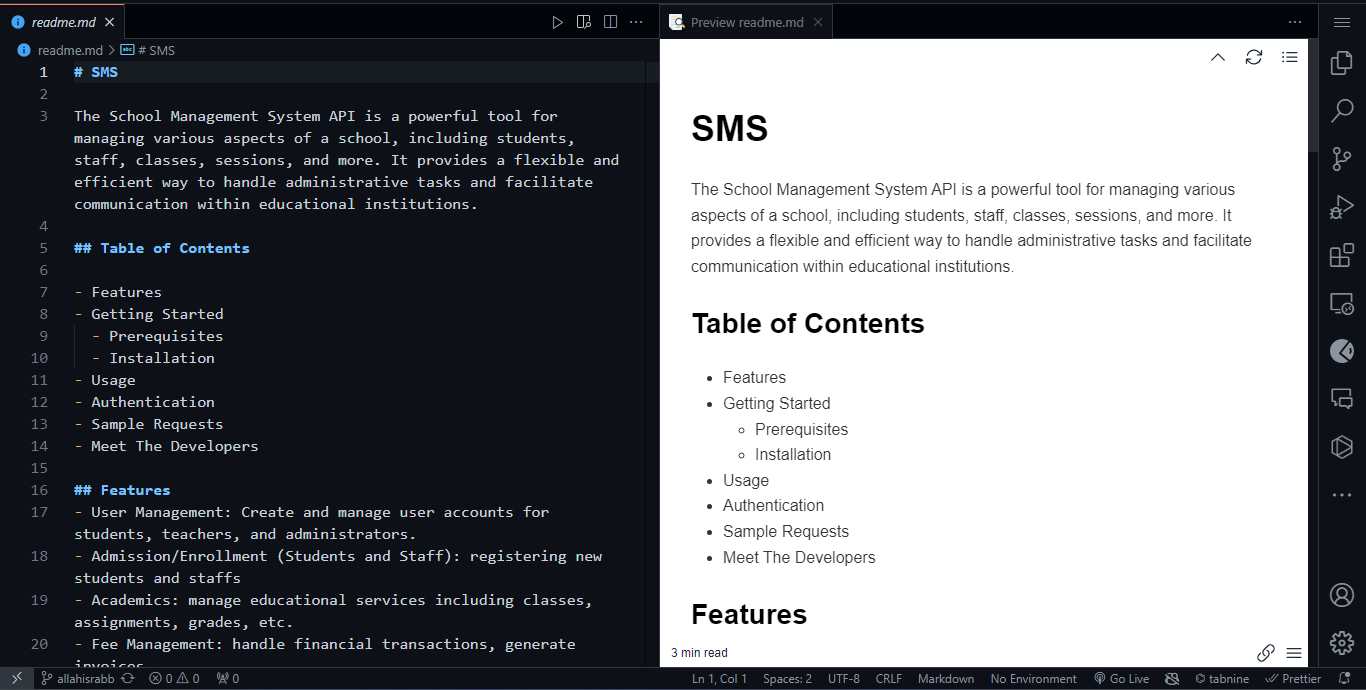 readme.md
Preview readme.md
readme.md > # SMS
1 # SMS
2
3 The School Management System API is a powerful tool for
managing various aspects of a school, including students,
staff, classes, sessions, and more. It provides a flexible and
efficient way to handle administrative tasks and facilitate
communication within educational institutions.
4
5 ## Table of Contents
6
7 - Features
8 - Getting Started
9 - Prerequisites
10 - Installation
11 - Usage
12 - Authentication
13 - Sample Requests
14 - Meet The Developers
15
16 ## Features
17 - User Management: Create and manage user accounts for
students, teachers, and administrators.
18 - Admission/Enrollment (Students and Staff): registering new
students and staffs
19 - Academics: manage educational services including classes,
assignments, grades, etc.
20 - Fee Management: handle financial transactions, generate
invoices
SMS
The School Management System API is a powerful tool for managing various
aspects of a school, including students, staff, classes, sessions, and more. It
provides a flexible and efficient way to handle administrative tasks and facilitate
communication within educational institutions.
Table of Contents
• Features
• Getting Started
◦ Prerequisites
◦ Installation
• Usage
• Authentication
• Sample Requests
• Meet The Developers
Features
3 min read
allahisrabb 0 0 0 Ln 1, Col 1 Spaces: 2 UTF-8 CRLF Markdown No Environment Go Live tabnine Prettier